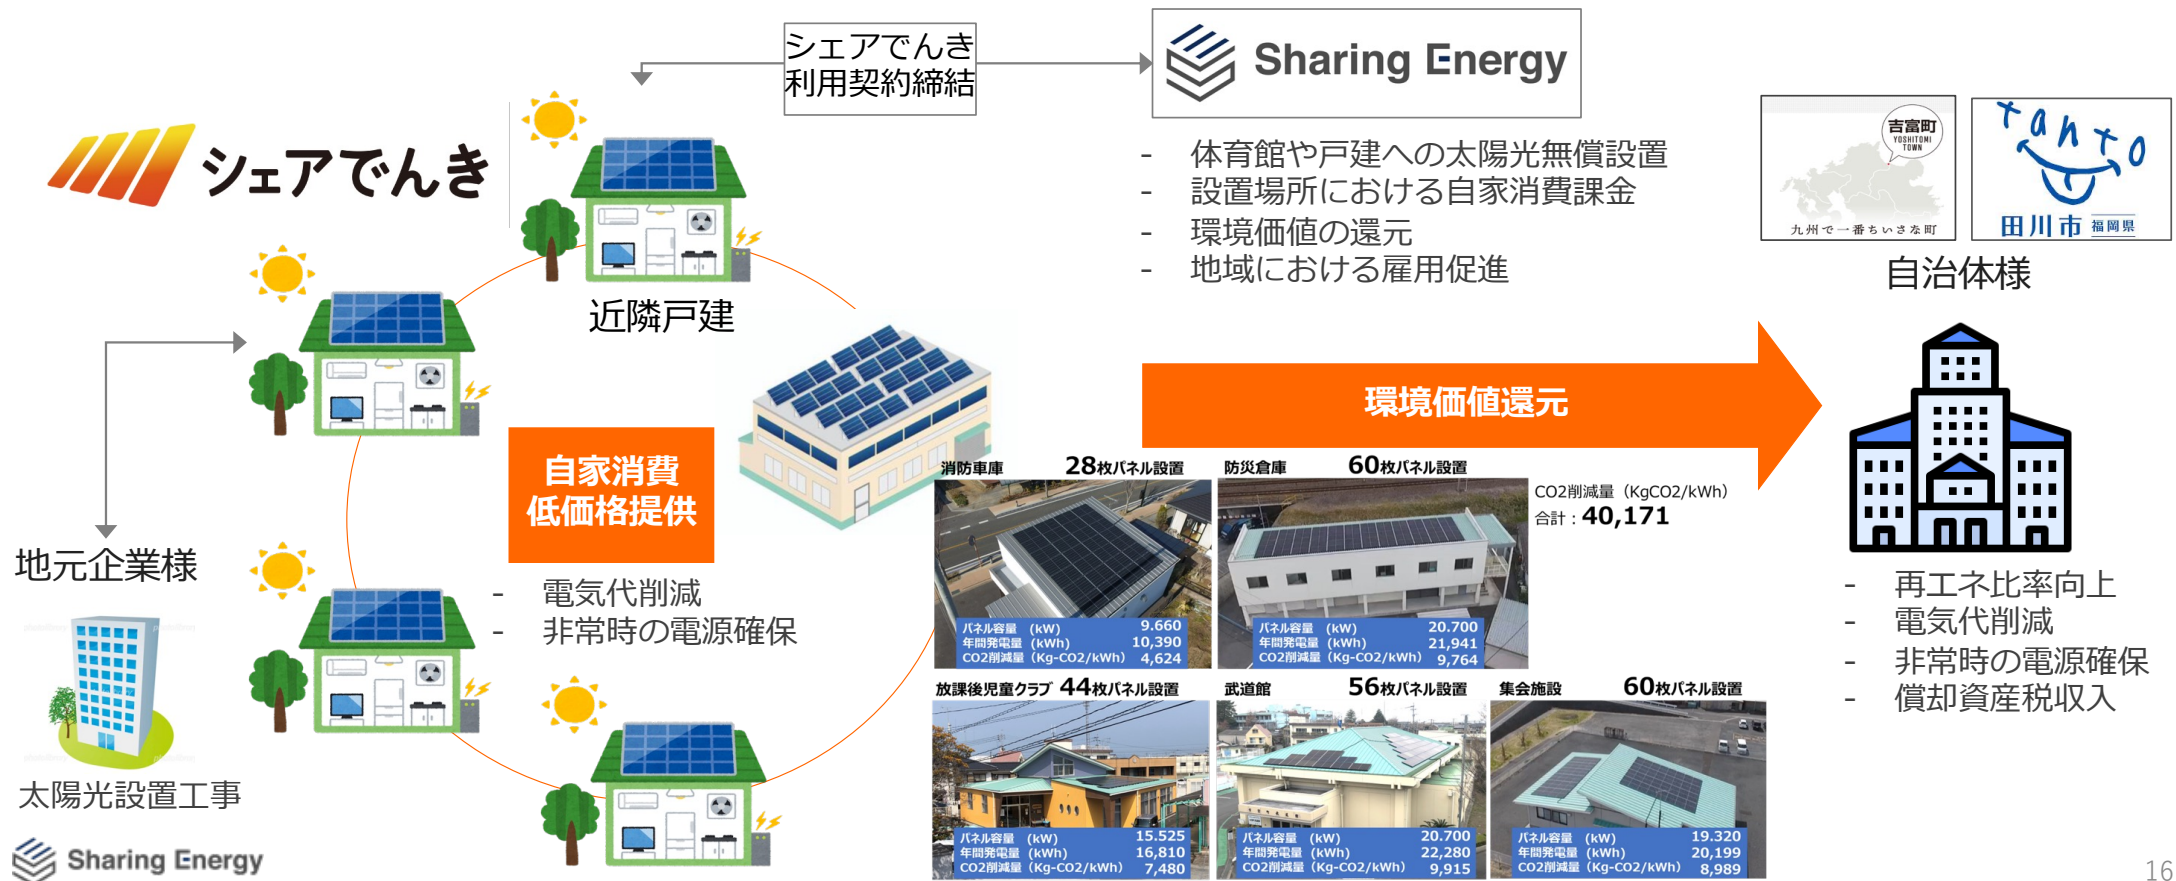 シェアでんき
利用契約締結
Sharing Energy
シェアでんき
- 体育館や戸建への太陽光無償設置
- 設置場所における自家消費課金
- 環境価値の還元
- 地域における雇用促進
吉富町
YOSHITOMI
TOWN
九州で一番ちいさな町
tanto
田川市 福岡県
自治体様
近隣戸建
環境価値還元
自家消費
低価格提供
- 電気代削減
- 非常時の電源確保
地元企業様
太陽光設置工事
消防車庫 28枚パネル設置
パネル容量 (kW) 9.660
年間発電量 (kWh) 10,390
CO2削減量 (Kg-CO2/kWh) 4,624
防災倉庫 60枚パネル設置
パネル容量 (kW) 20.700
年間発電量 (kWh) 21,941
CO2削減量 (Kg-CO2/kWh) 9,764
CO2削減量（KgCO2/kWh）
合計：40,171
放課後児童クラブ 44枚パネル設置
パネル容量 (kW) 15.525
年間発電量 (kWh) 16,810
CO2削減量 (Kg-CO2/kWh) 7,480
武道館 56枚パネル設置
パネル容量 (kW) 20.700
年間発電量 (kWh) 22,280
CO2削減量 (Kg-CO2/kWh) 9,915
集会施設 60枚パネル設置
パネル容量 (kW) 19.320
年間発電量 (kWh) 20,199
CO2削減量 (Kg-CO2/kWh) 8,989
- 再エネ比率向上
- 電気代削減
- 非常時の電源確保
- 償却資産税収入
Sharing Energy
16